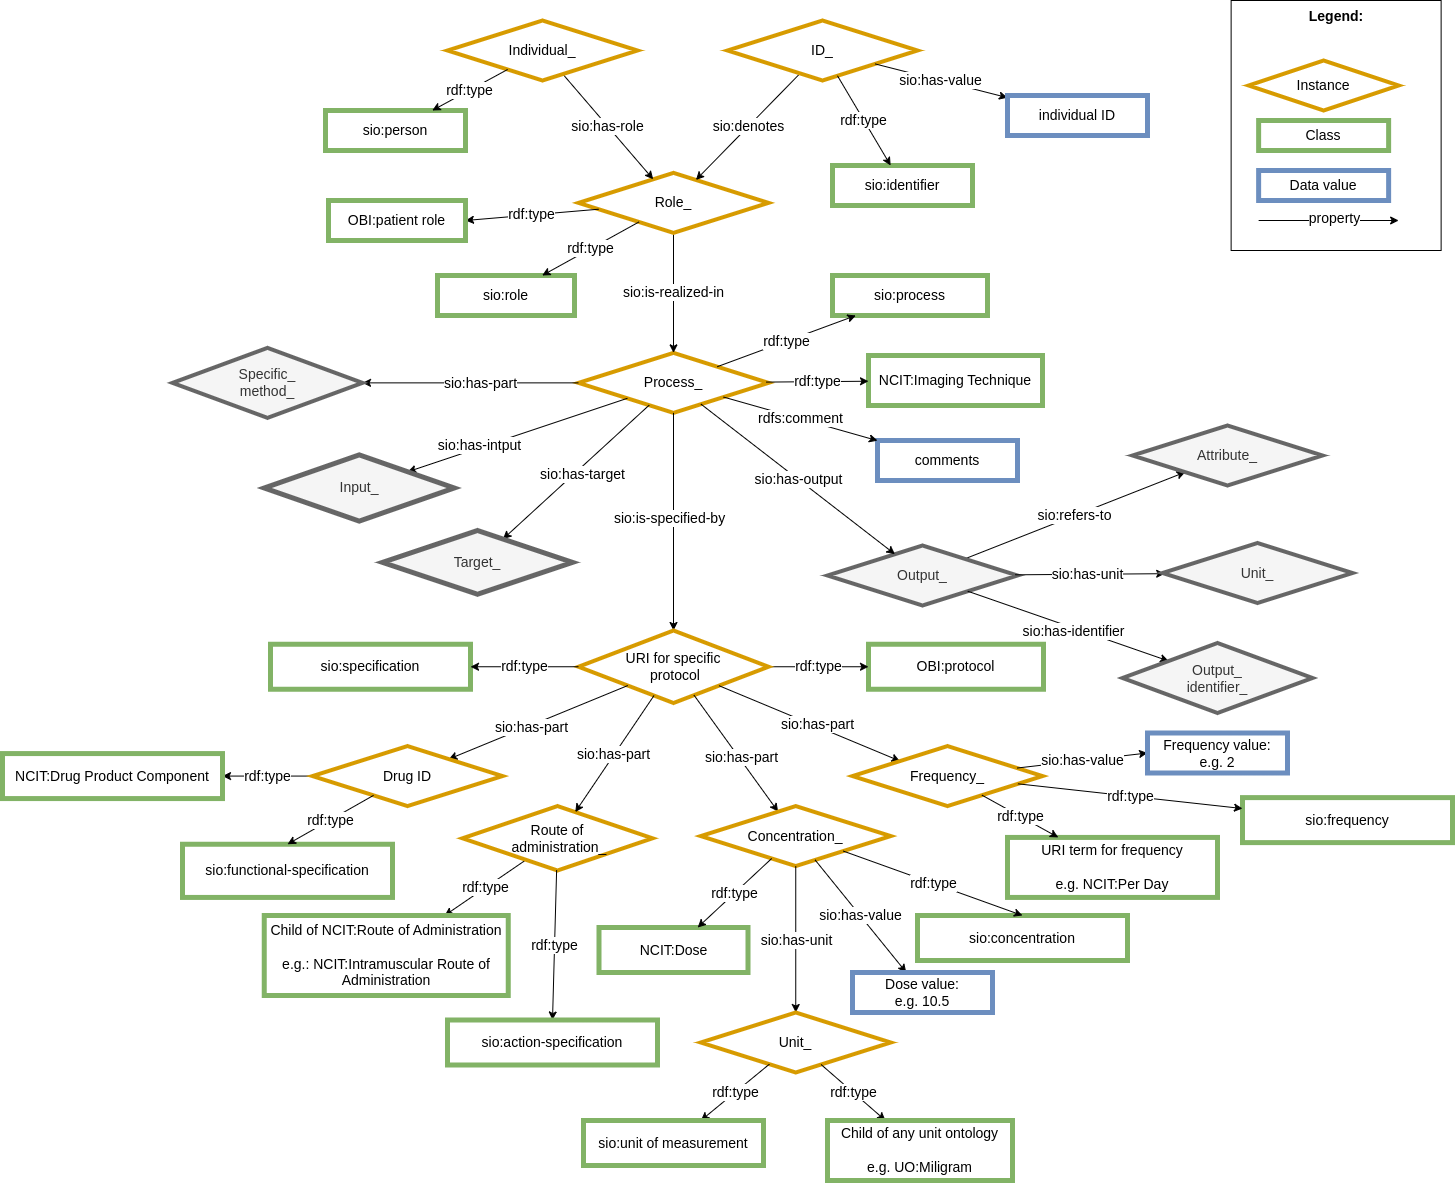 Legend:
Individual_
ID_
sio:has-value
Instance
rdf:type
individual ID
sio:person
sio:has-role
sio:denotes
rdf:type
Class
sio:identifier
Data value
Role_
OBI:patient role
rdf:type
property
rdf:type
sio:role
sio:is-realized-in
sio:process
rdf:type
Specific_
method_
sio:has-part
Process_
rdf:type
NCIT:Imaging Technique
rdfs:comment
sio:has-intput
comments
Attribute_
sio:has-target
sio:has-output
Input_
sio:is-specified-by
sio:refers-to
Target_
Output_
sio:has-unit
Unit_
sio:has-identifier
sio:specification
rdf:type
URI for specific
protocol
rdf:type
OBI:protocol
Output_
identifier_
sio:has-part
sio:has-part
sio:has-part
sio:has-part
NCIT:Drug Product Component
rdf:type
Drug ID
Frequency_
sio:has-value
Frequency value:
e.g. 2
rdf:type
rdf:type
rdf:type
sio:frequency
Route of
administration_
Concentration_
URI term for frequency
e.g. NCIT:Per Day
sio:functional-specification
rdf:type
rdf:type
rdf:type
sio:has-value
Child of NCIT:Route of Administration
e.g.: NCIT:Intramuscular Route of
Administration
rdf:type
NCIT:Dose
sio:has-unit
sio:concentration
Dose value:
e.g. 10.5
sio:action-specification
Unit_
rdf:type
rdf:type
sio:unit of measurement
Child of any unit ontology
e.g. UO:Miligram